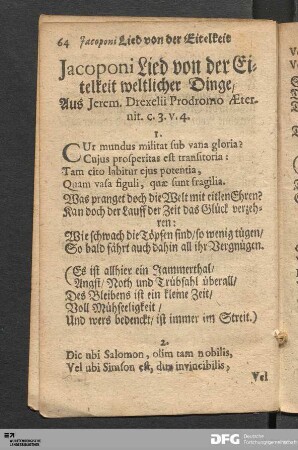 64 Jacoponi Lied von der Eitelkeit
Jacoponi Lied von der Ei-
telkeit weltlicher Dinge/
Aus Jerem. Drexelii Prodromo Æter-
nit. c. 3. v. 4.
1.
CUr mundus militat sub vana gloria?
Cujus prosperitas est transitoria:
Tam cito labitur ejus potentia,
Quam vasa figuli, quæ sunt fragilia.
Was pranget doch die Welt mit eitlen Ehren?
Kan doch der Lauff der Zeit das Glück verzeh-
ren:
Wie schwach die Töpfen sind/ so wenig tügen/
So bald fährt auch dahin all ihr Vergnügen.
(Es ist allhier ein Jammerthal/
Angst/ Noth und Trübsahl überall/
Des Bleibens ist ein kleine Zeit/
Voll Mühseeligkeit/
Und wers bedenckt/ ist immer im Streit.)
2.
Dic ubi Salomon, olim tam nobilis,
Vel ubi Simson est, dux invincibilis,
Vel
DFG
Deutsche
Forschungsgemeinschaft